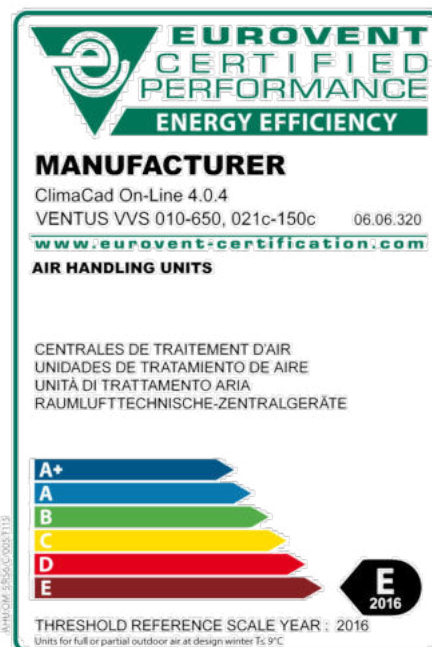 EUROVENT
CERTIFIED
PERFORMANCE
ENERGY EFFICIENCY
MANUFACTURER
ClimaCad On-Line 4.0.4
VENTUS VVS 010-650, 021c-150c 06.06.320
www.eurovent-certification.com
AIR HANDLING UNITS
CENTRALES DE TRAITEMENT D'AIR
UNIDADES DE TRATAMIENTO DE AIRE
UNITÀ DI TRATTAMENTO ARIA
RAUMLUFTTECHNISCHE-ZENTRALGERÄTE
A+
A
B
C
D
E
E
2016
THRESHOLD REFERENCE SCALE YEAR : 2016
Units for full or partial outdoor air at design winter T≤ 9°C